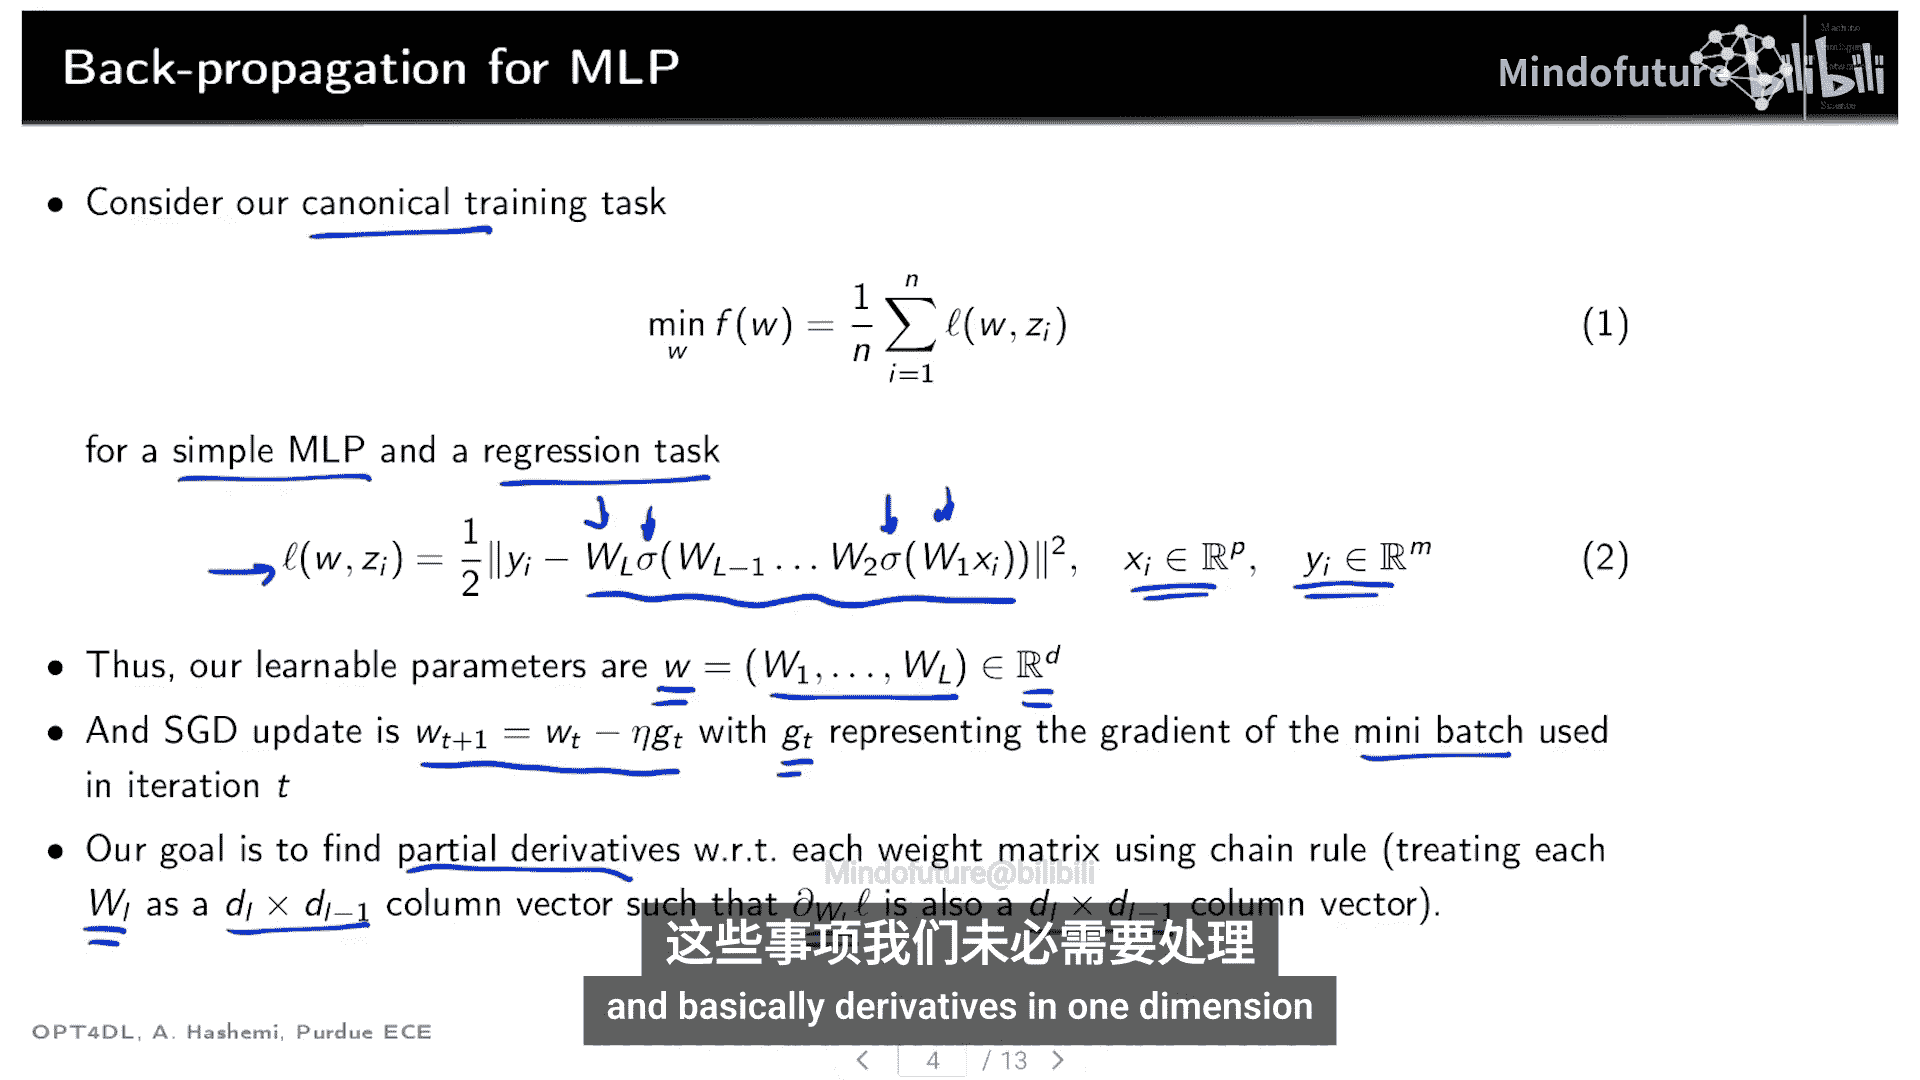 Back-propagation for MLP
Mindofuture
bilibili
• Consider our canonical training task
min_w f(w) = 1/n ∑_{i=1}^{n} ℓ(w, z_i) (1)
for a simple MLP and a regression task
ℓ(w, z_i) = 1/2 ‖y_i − W_L σ(W_{L−1} … W_2 σ(W_1 x_i))‖², x_i ∈ ℝ^p, y_i ∈ ℝ^m (2)
• Thus, our learnable parameters are w = (W_1, …, W_L) ∈ ℝ^d
• And SGD update is w_{t+1} = w_t − ηg_t with g_t representing the gradient of the mini batch used
in iteration t
• Our goal is to find partial derivatives w.r.t. each weight matrix using chain rule (treating each
Mindofuture@bilibili
W_l as a d_l × d_{l−1} column vector such that ∂_{W_l} ℓ is also a d_l × d_{l−1} column vector).
这些事项我们未必需要处理
and basically derivatives in one dimension
OPT4DL, A. Hashemi, Purdue ECE
4 / 13